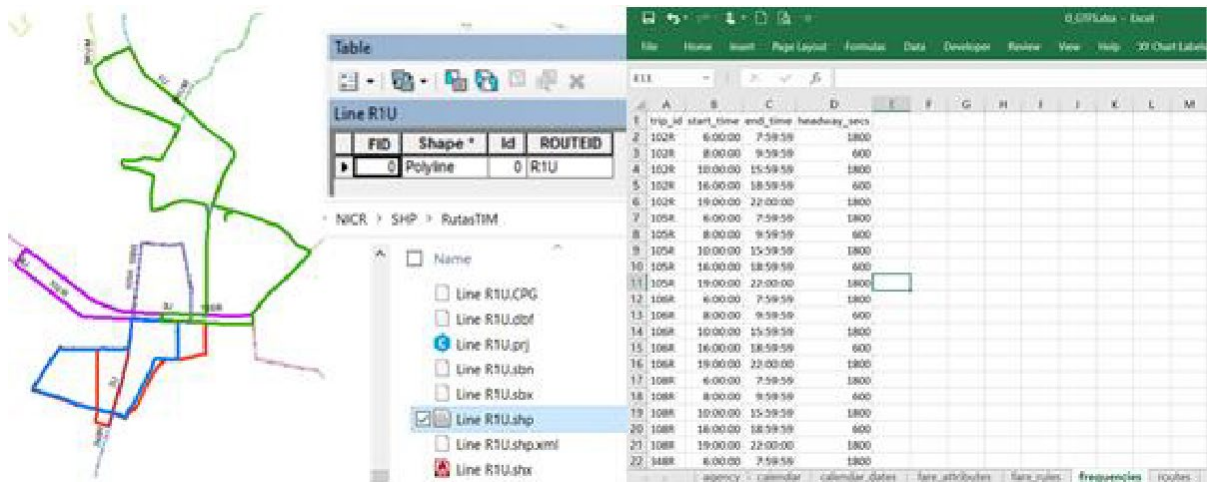 Table
Line R1U
FID Shape * Id ROUTEID
0 Polyline 0 R1U
NICR > SHP > RutasTIM
Name
Line R1U.CPG
Line R1U.dbf
Line R1U.prj
Line R1U.sbn
Line R1U.sbx
Line R1U.shp
Line R1U.shp.xml
Line R1U.shx
Excel
File Home Insert Page Layout Formulas Data Developer Review View Help XY Chart Labels
E11
A B C D E F G H I J K L M
1 trip_id start_time end_time headway_secs
2 102R 6:00:00 7:59:59 1800
3 102R 8:00:00 9:59:59 600
4 102R 10:00:00 15:59:59 1800
5 102R 16:00:00 18:59:59 600
6 102R 19:00:00 22:00:00 1800
7 105R 6:00:00 7:59:59 1800
8 105R 8:00:00 9:59:59 600
9 105R 10:00:00 15:59:59 1800
10 105R 16:00:00 18:59:59 600
11 105R 19:00:00 22:00:00 1800
12 106R 6:00:00 7:59:59 1800
13 106R 8:00:00 9:59:59 600
14 106R 10:00:00 15:59:59 1800
15 106R 16:00:00 18:59:59 600
16 106R 19:00:00 22:00:00 1800
17 108R 6:00:00 7:59:59 1800
18 108R 8:00:00 9:59:59 600
19 108R 10:00:00 15:59:59 1800
20 108R 16:00:00 18:59:59 600
21 108R 19:00:00 22:00:00 1800
22 6:00:00 7:59:59 1800
agency calendar calendar_dates fare_attributes fare_rules frequencies routes